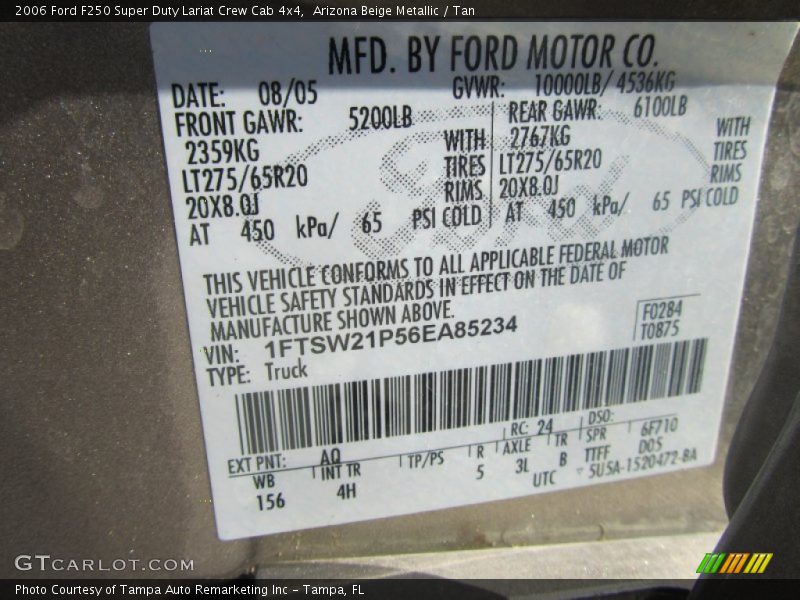 2006 Ford F250 Super Duty Lariat Crew Cab 4x4, Arizona Beige Metallic / Tan
MFD. BY FORD MOTOR CO.
DATE: 08/05 GVWR: 10000LB/ 4536KG
FRONT GAWR: 5200LB REAR GAWR: 6100LB
2359KG WITH 2767KG WITH
LT275/65R20 TIRES LT275/65R20 TIRES
20X8.0J RIMS 20X8.0J RIMS
AT 450 kPa/ 65 PSI COLD AT 450 kPa/ 65 PSI COLD
THIS VEHICLE CONFORMS TO ALL APPLICABLE FEDERAL MOTOR
VEHICLE SAFETY STANDARDS IN EFFECT ON THE DATE OF
MANUFACTURE SHOWN ABOVE.
VIN: 1FTSW21P56EA85234 F0284
TYPE: Truck T0875
EXT PNT: AQ RC: 24 DSO:
WB INT TR TP/PS R AXLE TR SPR 6F710
156 4H 5 3L B TTFF D05
UTC 5U5A-1520472-BA
GTCARLOT.COM
Photo Courtesy of Tampa Auto Remarketing Inc - Tampa, FL